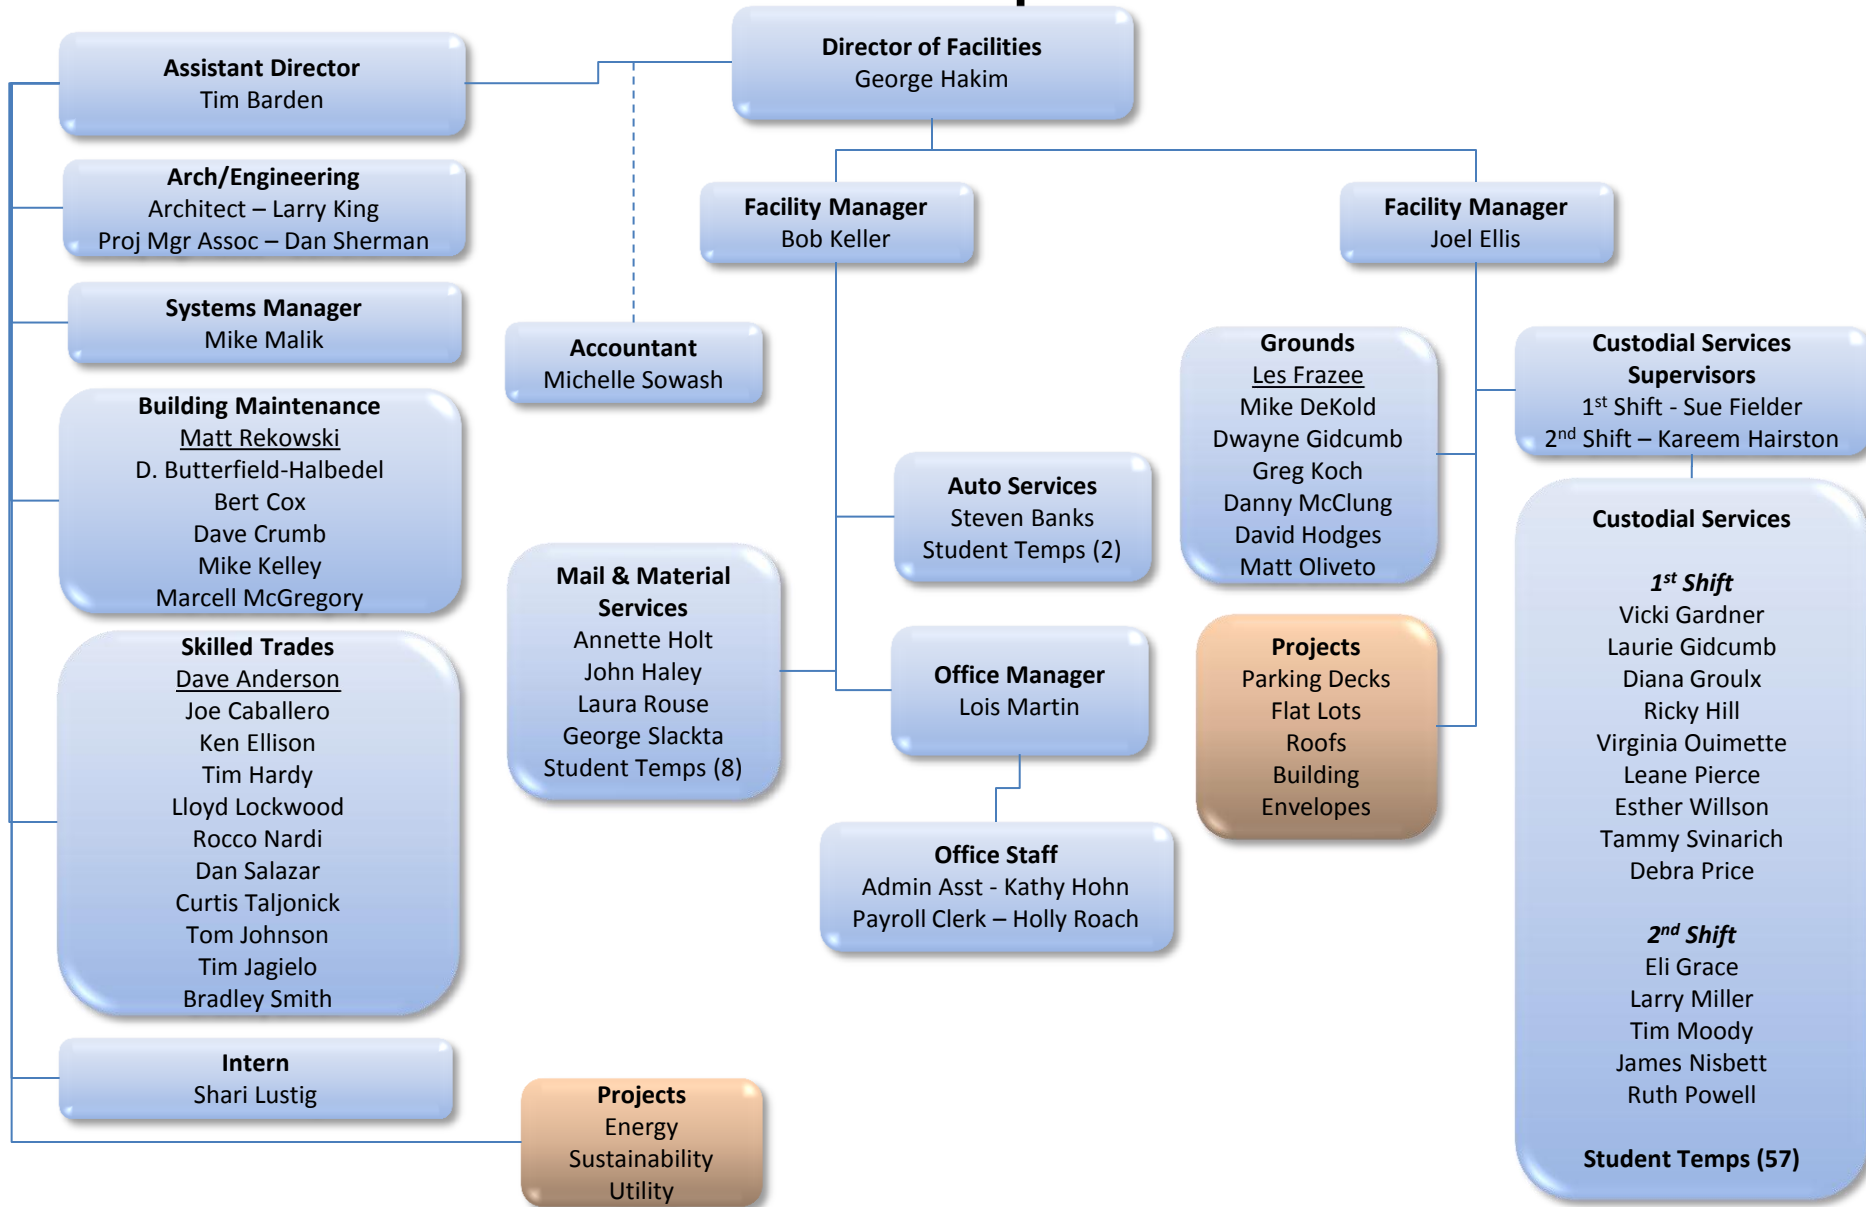 Director of Facilities
George Hakim
Assistant Director
Tim Barden
Arch/Engineering
Architect – Larry King
Proj Mgr Assoc – Dan Sherman
Systems Manager
Mike Malik
Building Maintenance
Matt Rekowski
D. Butterfield-Halbedel
Bert Cox
Dave Crumb
Mike Kelley
Marcell McGregory
Skilled Trades
Dave Anderson
Joe Caballero
Ken Ellison
Tim Hardy
Lloyd Lockwood
Rocco Nardi
Dan Salazar
Curtis Taljonick
Tom Johnson
Tim Jagielo
Bradley Smith
Intern
Shari Lustig
Projects
Energy
Sustainability
Utility
Accountant
Michelle Sowash
Facility Manager
Bob Keller
Mail & Material
Services
Annette Holt
John Haley
Laura Rouse
George Slackta
Student Temps (8)
Auto Services
Steven Banks
Student Temps (2)
Office Manager
Lois Martin
Office Staff
Admin Asst - Kathy Hohn
Payroll Clerk – Holly Roach
Facility Manager
Joel Ellis
Grounds
Les Frazee
Mike DeKold
Dwayne Gidcumb
Greg Koch
Danny McClung
David Hodges
Matt Oliveto
Projects
Parking Decks
Flat Lots
Roofs
Building
Envelopes
Custodial Services
Supervisors
1st Shift - Sue Fielder
2nd Shift – Kareem Hairston
Custodial Services
1st Shift
Vicki Gardner
Laurie Gidcumb
Diana Groulx
Ricky Hill
Virginia Ouimette
Leane Pierce
Esther Willson
Tammy Svinarich
Debra Price
2nd Shift
Eli Grace
Larry Miller
Tim Moody
James Nisbett
Ruth Powell
Student Temps (57)